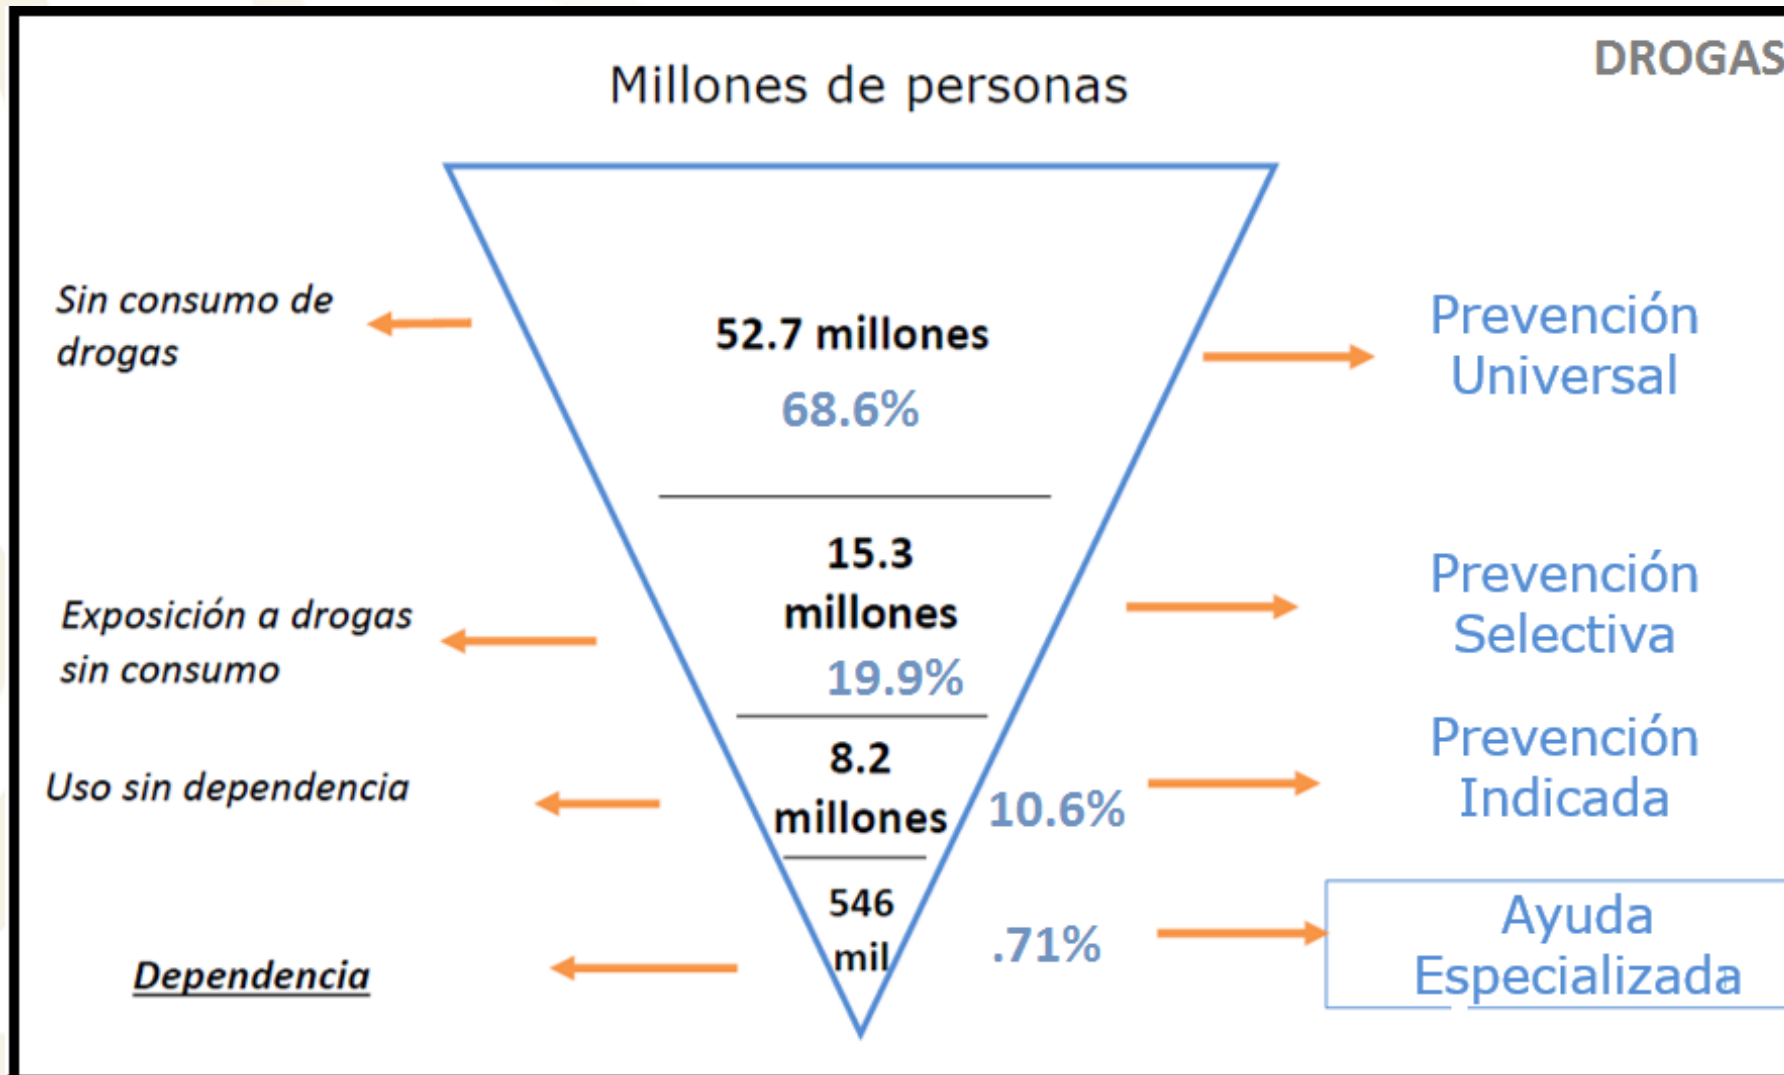 DROGAS
Millones de personas
Sin consumo de
drogas
52.7 millones
68.6%
Prevención
Universal
Exposición a drogas
sin consumo
15.3
millones
19.9%
Prevención
Selectiva
Uso sin dependencia
8.2
millones
10.6%
Prevención
Indicada
Dependencia
546
mil
.71%
Ayuda
Especializada